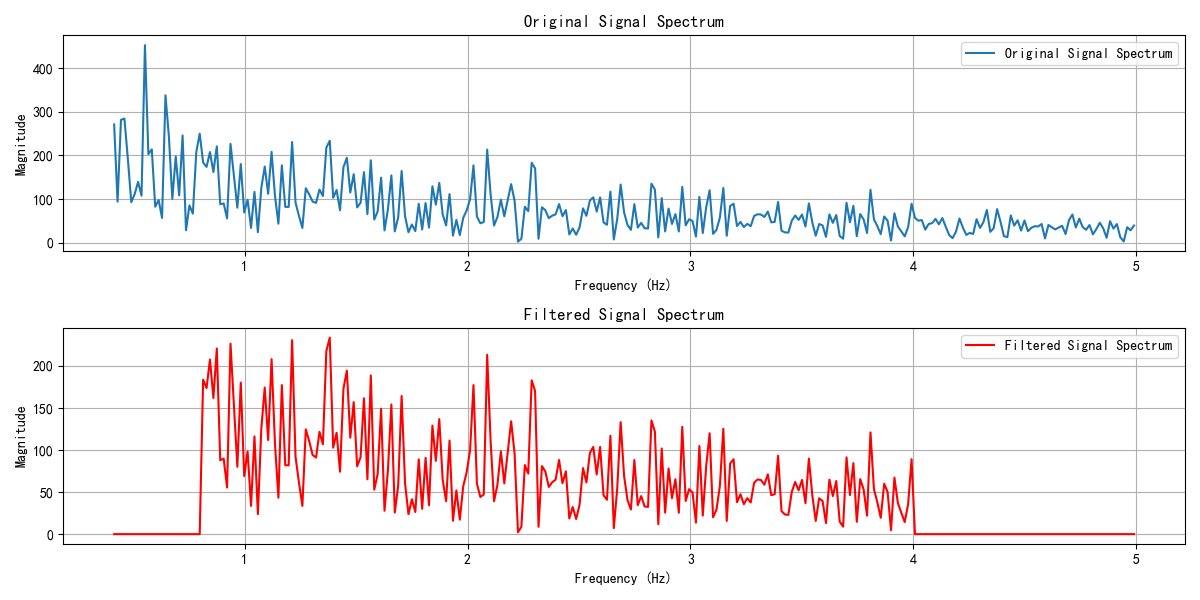 Original Signal Spectrum
Original Signal Spectrum
400
300
200
100
0
Magnitude
1 2 3 4 5
Frequency (Hz)
Filtered Signal Spectrum
Filtered Signal Spectrum
200
150
100
50
0
Magnitude
1 2 3 4 5
Frequency (Hz)